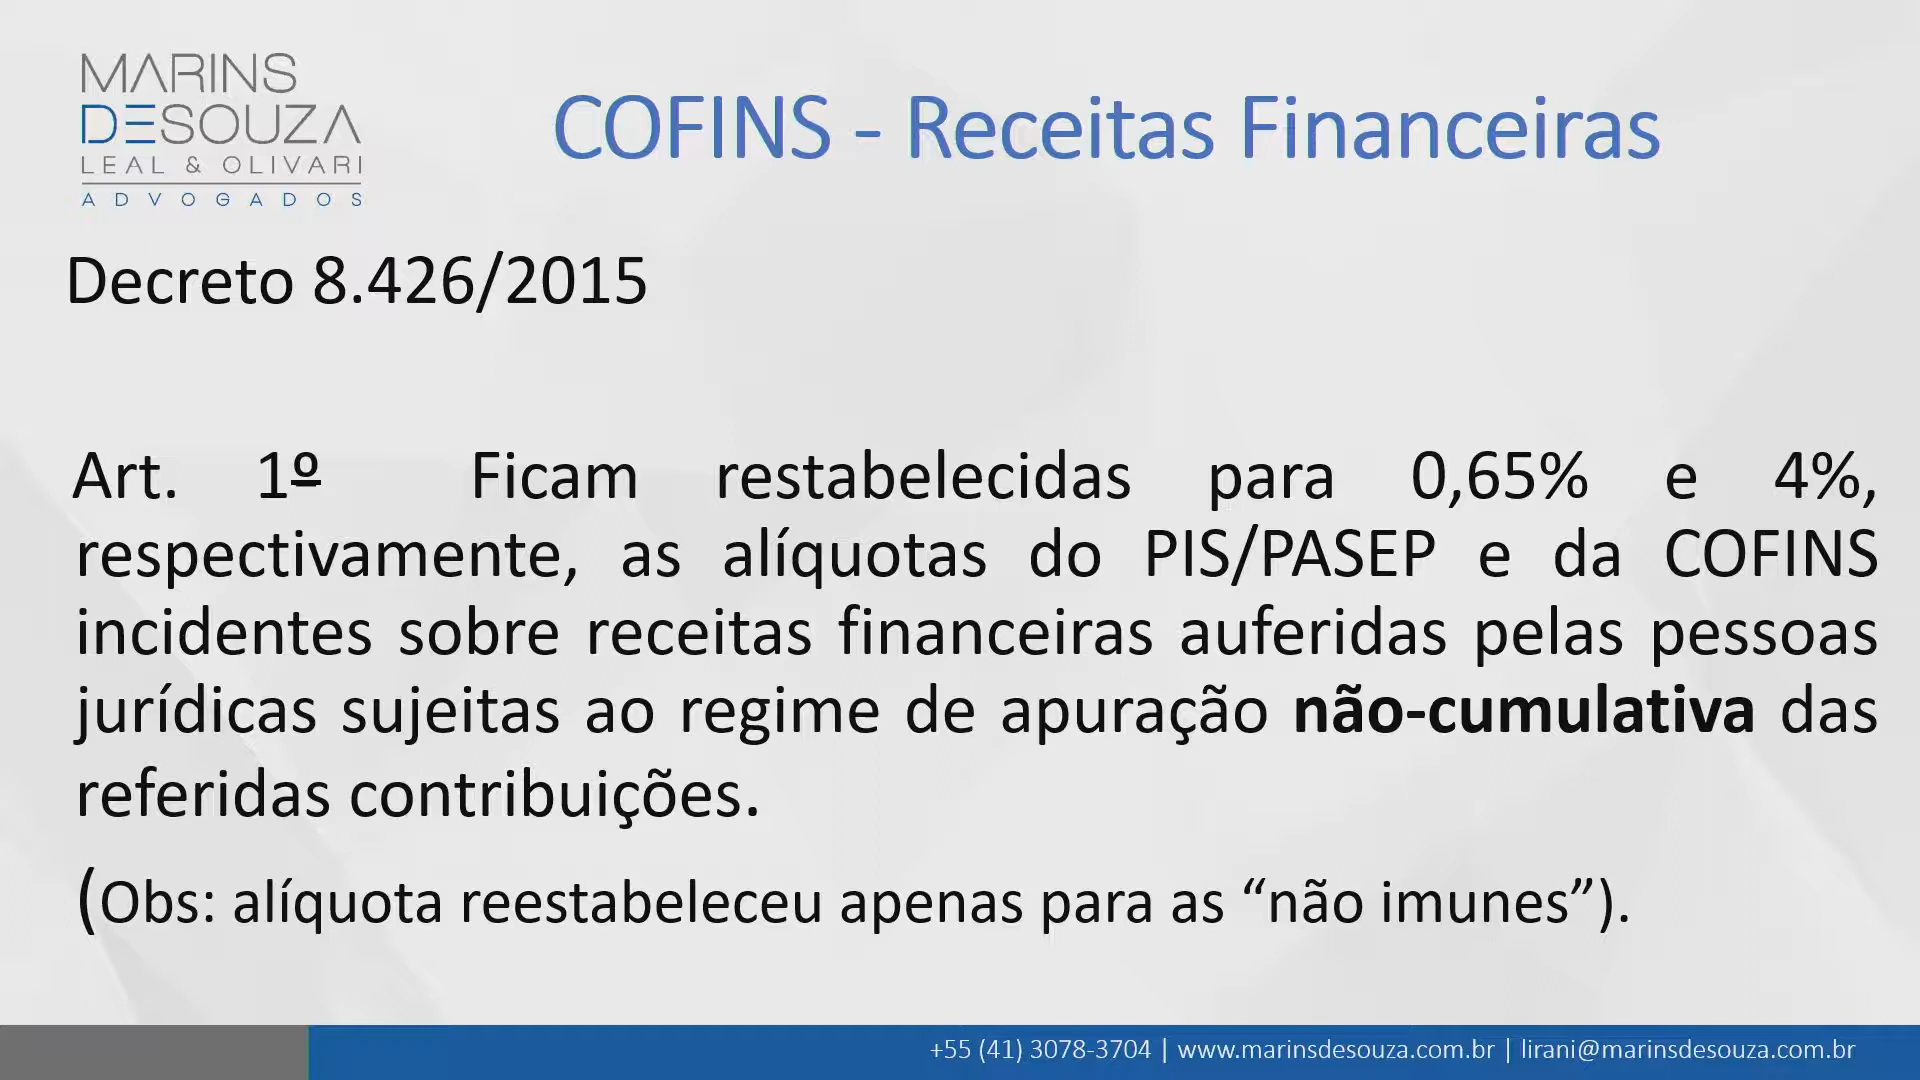 MARINS
DESOUZA
LEAL & OLIVARI
ADVOGADOS
COFINS - Receitas Financeiras
Decreto 8.426/2015
Art. 1º Ficam restabelecidas para 0,65% e 4%,
respectivamente, as alíquotas do PIS/PASEP e da COFINS
incidentes sobre receitas financeiras auferidas pelas pessoas
jurídicas sujeitas ao regime de apuração não-cumulativa das
referidas contribuições.
(Obs: alíquota reestabeleceu apenas para as “não imunes”).
+55 (41) 3078-3704 | www.marinsdesouza.com.br | lirani@marinsdesouza.com.br